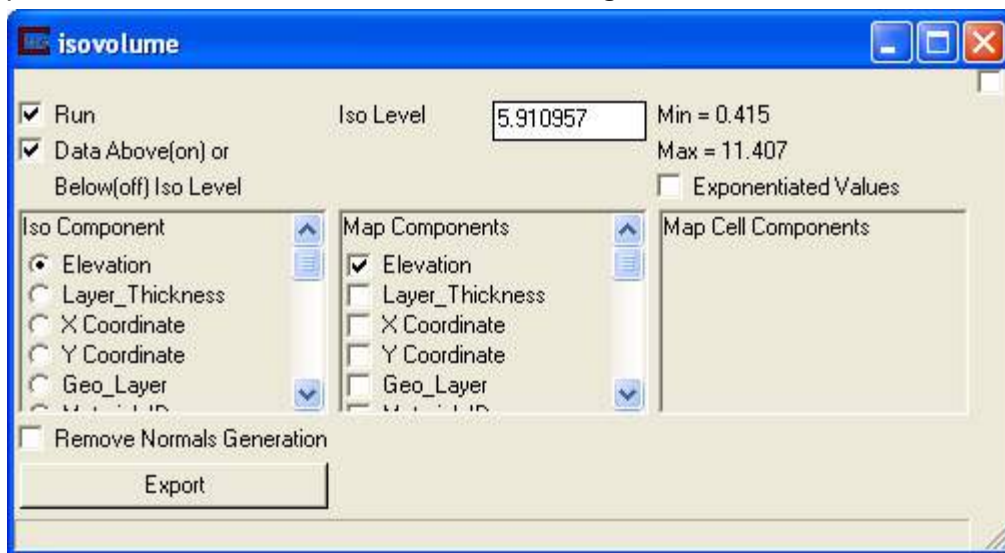 isovolume
Run
Iso Level
5.910957
Min = 0.415
Data Above(on) or
Max = 11.407
Below(off) Iso Level
Exponentiated Values
Iso Component
Map Components
Map Cell Components
Elevation
Elevation
Layer_Thickness
Layer_Thickness
X Coordinate
X Coordinate
Y Coordinate
Y Coordinate
Geo_Layer
Geo_Layer
Remove Normals Generation
Export